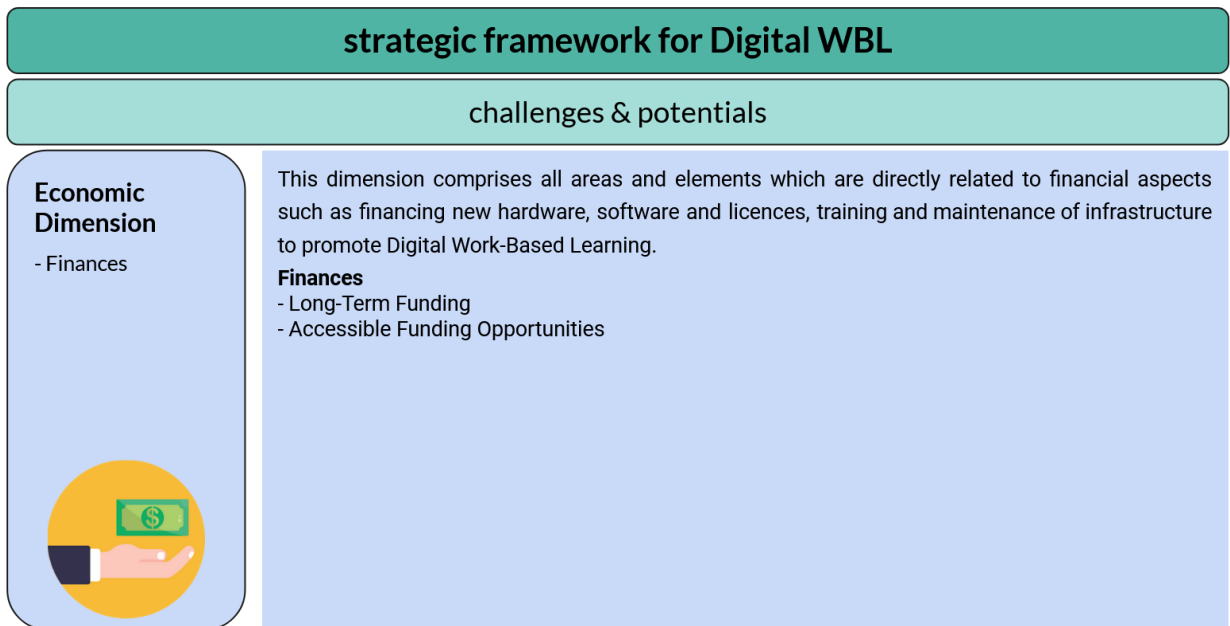 strategic framework for Digital WBL
challenges & potentials
Economic
Dimension
- Finances
This dimension comprises all areas and elements which are directly related to financial aspects
such as financing new hardware, software and licences, training and maintenance of infrastructure
to promote Digital Work-Based Learning.
Finances
- Long-Term Funding
- Accessible Funding Opportunities
$